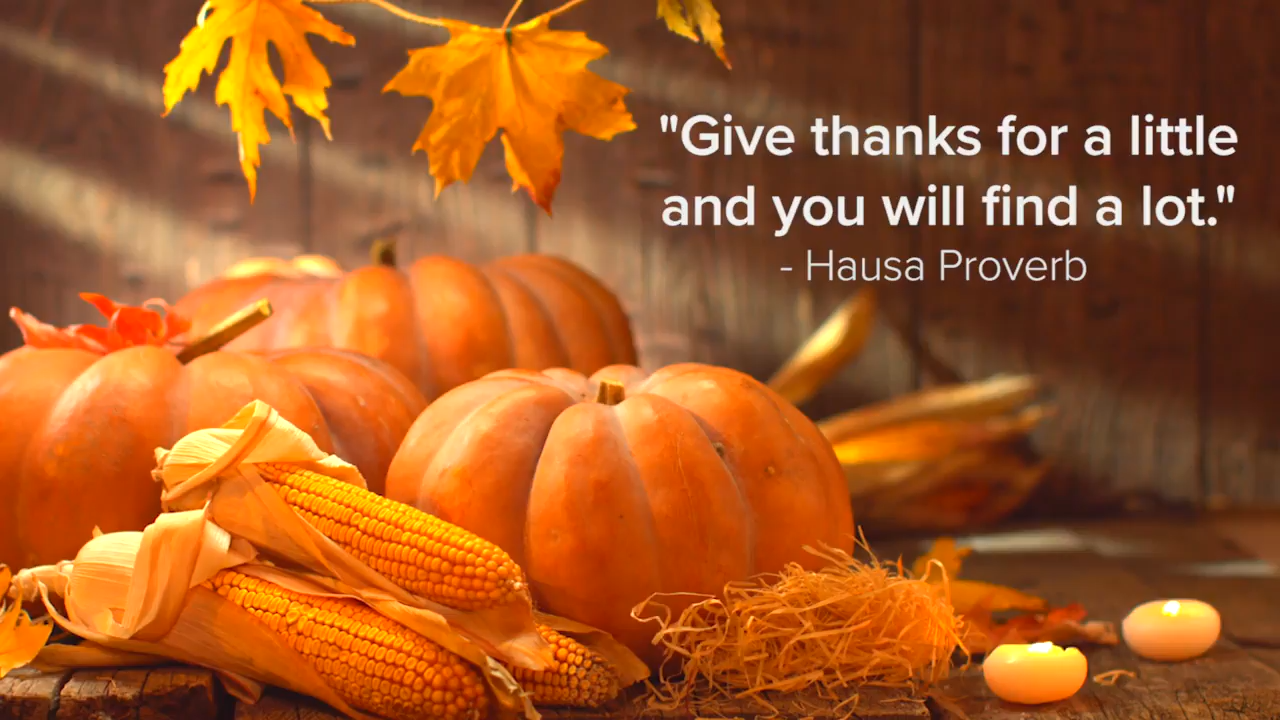 "Give thanks for a little
and you will find a lot."
- Hausa Proverb